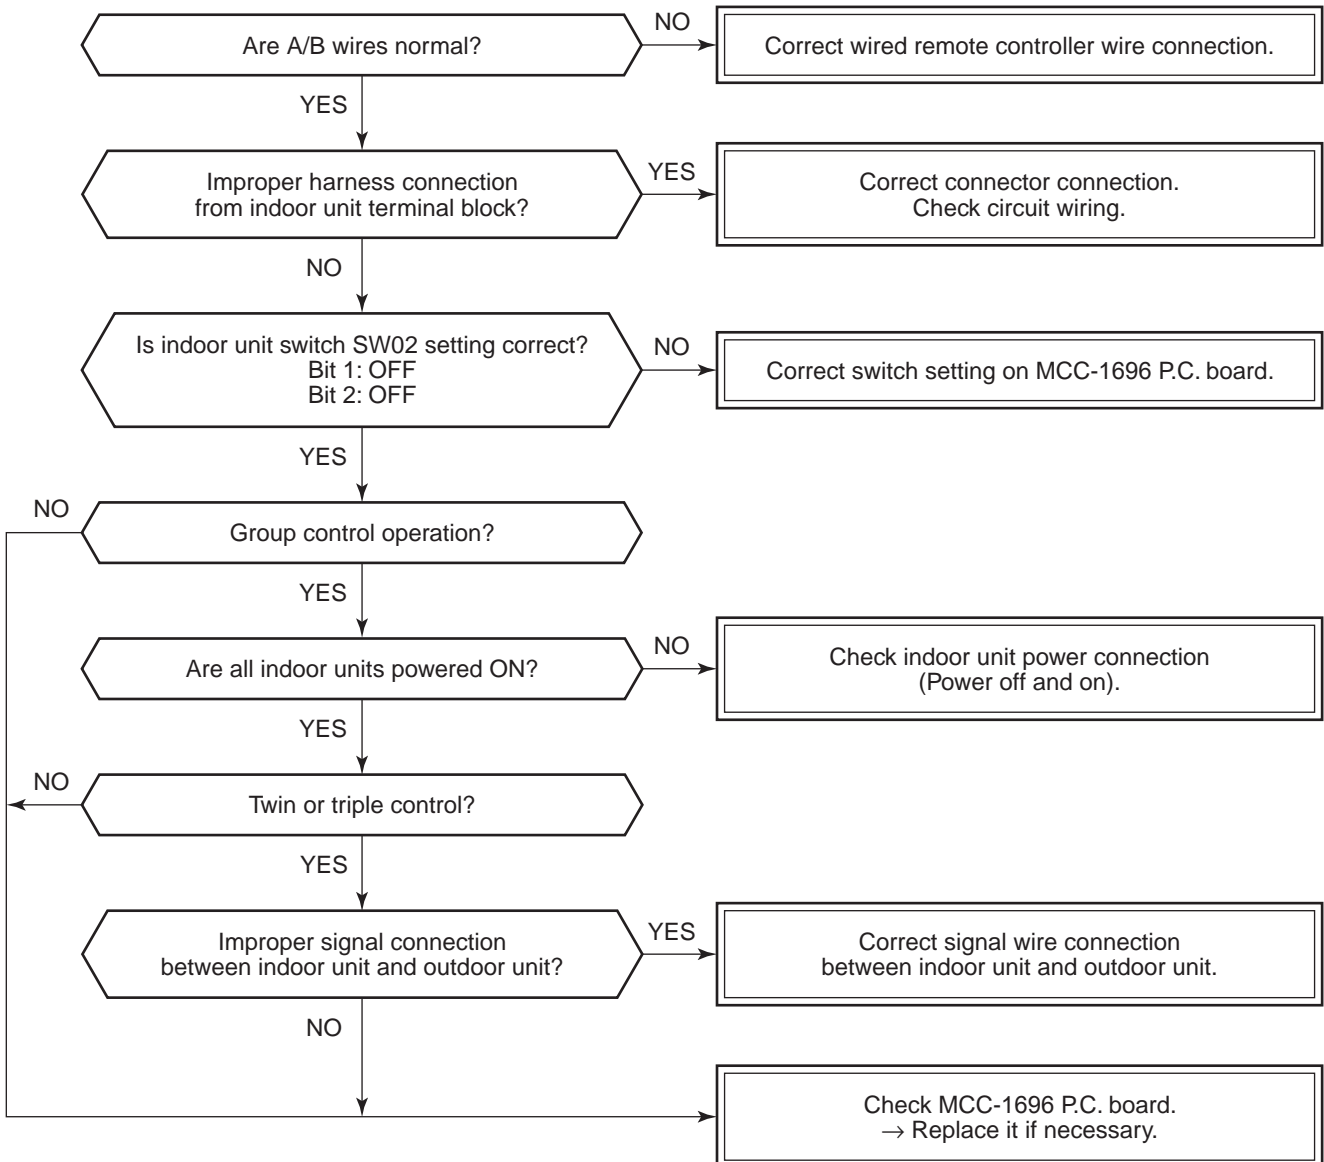 Are A/B wires normal?
NO
Correct wired remote controller wire connection.
YES
Improper harness connection
from indoor unit terminal block?
YES
Correct connector connection.
Check circuit wiring.
NO
Is indoor unit switch SW02 setting correct?
Bit 1: OFF
Bit 2: OFF
NO
Correct switch setting on MCC-1696 P.C. board.
YES
NO
Group control operation?
YES
Are all indoor units powered ON?
NO
Check indoor unit power connection
(Power off and on).
YES
NO
Twin or triple control?
YES
Improper signal connection
between indoor unit and outdoor unit?
YES
Correct signal wire connection
between indoor unit and outdoor unit.
NO
Check MCC-1696 P.C. board.
→ Replace it if necessary.